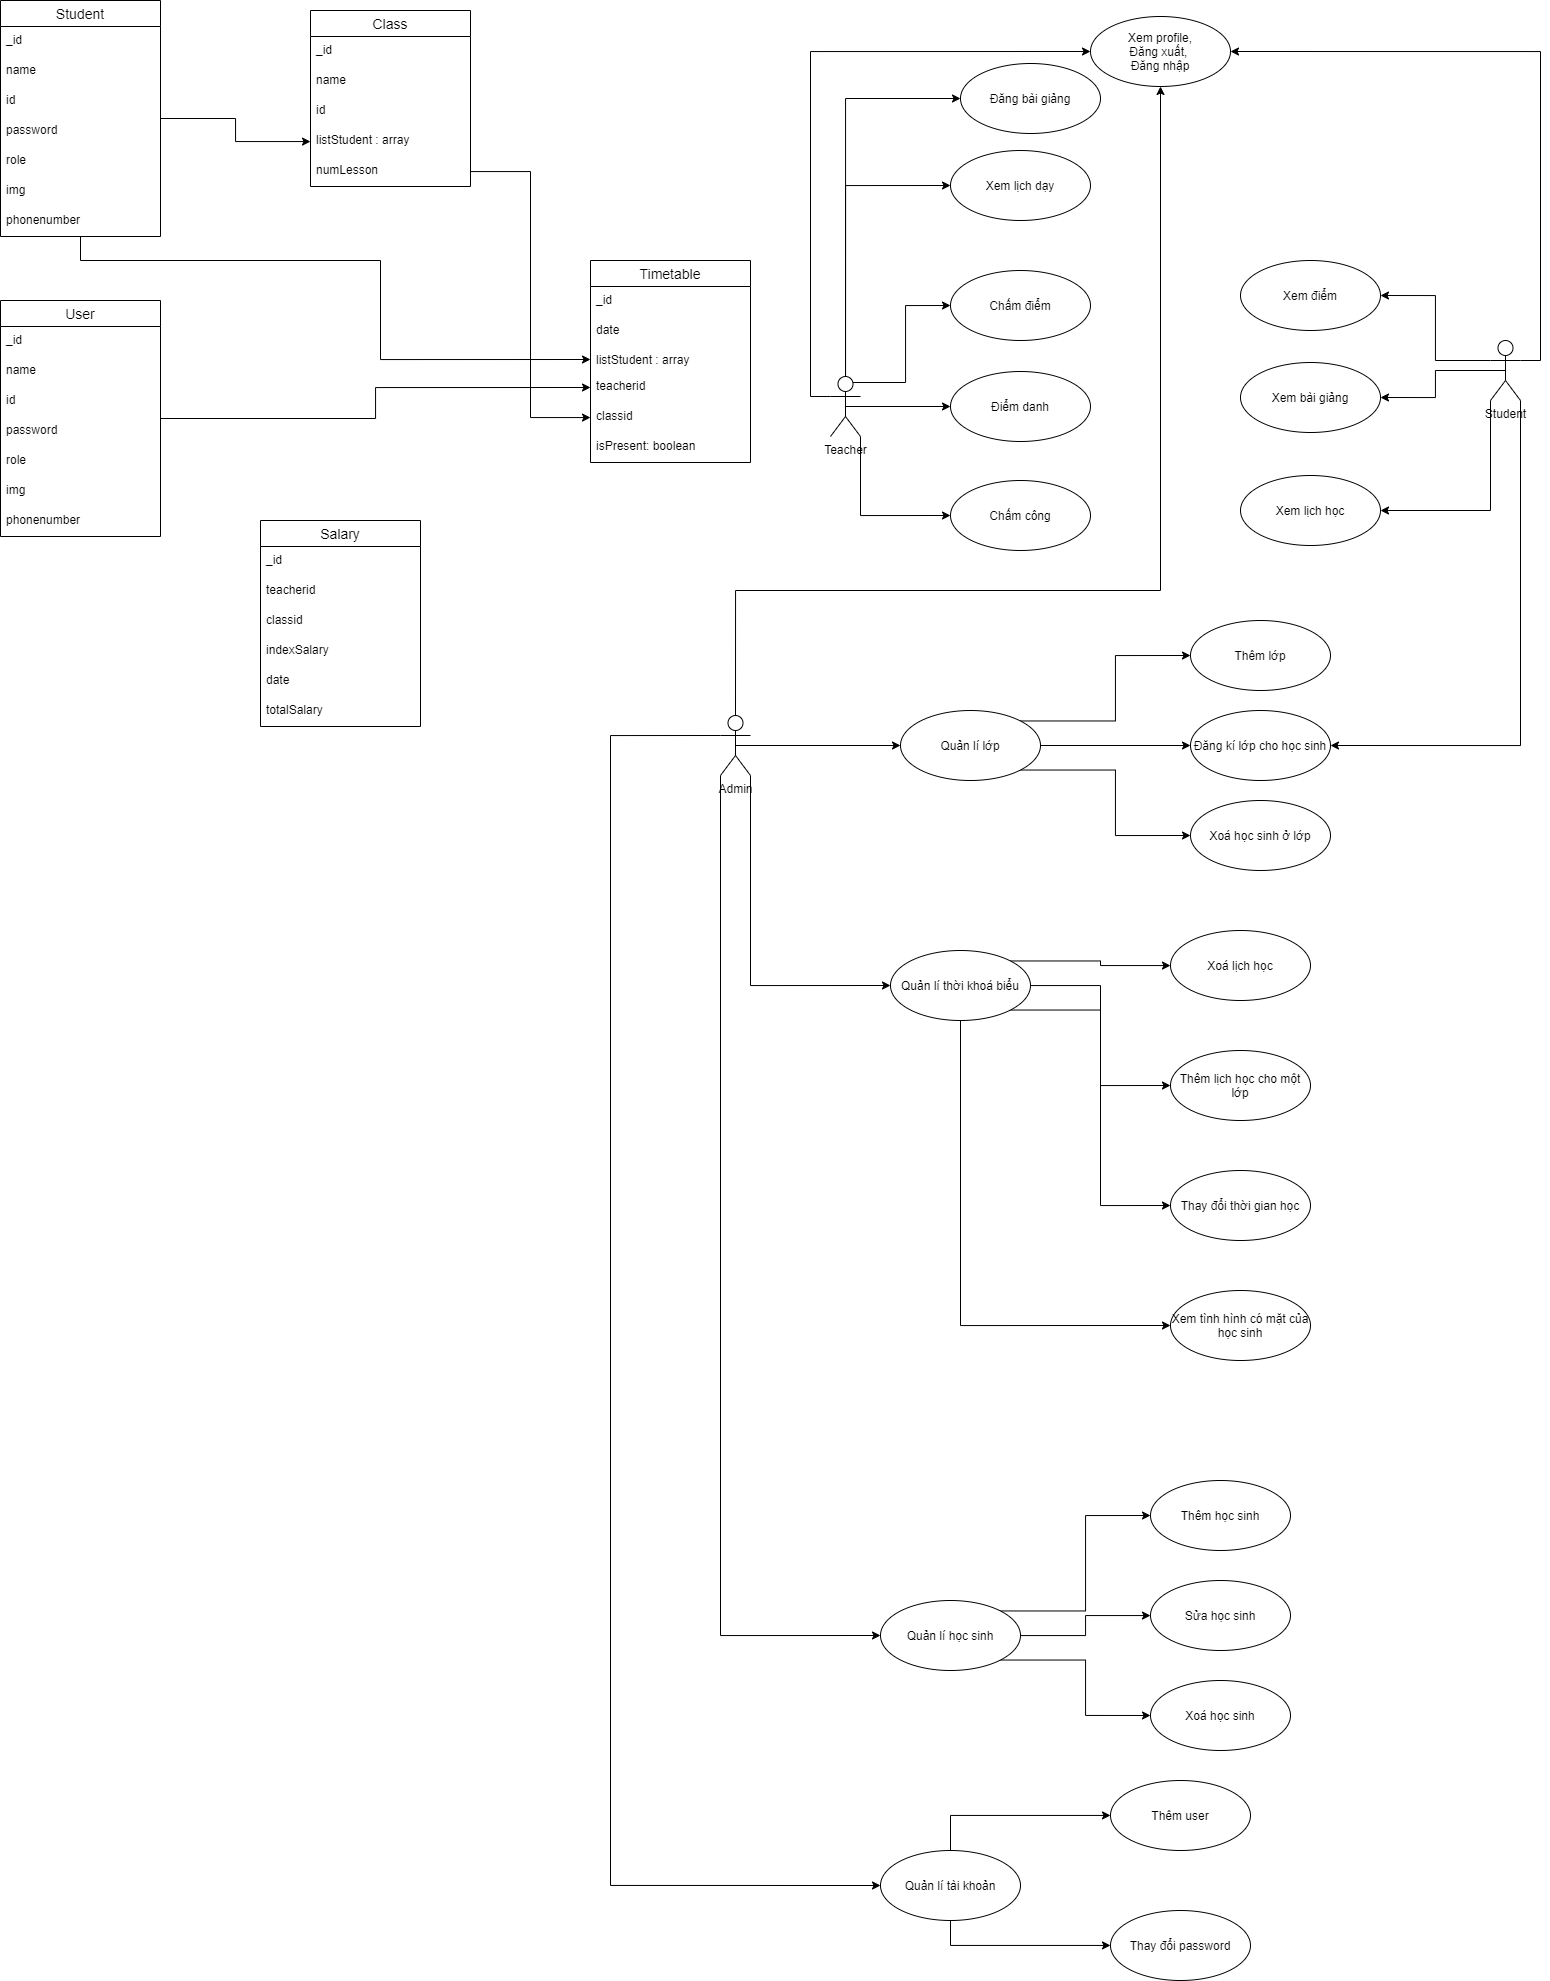 Student
_id
name
id
password
role
img
phonenumber
Class
_id
name
id
listStudent : array
numLesson
User
_id
name
id
password
role
img
phonenumber
Timetable
_id
date
listStudent : array
teacherid
classid
isPresent: boolean
Salary
_id
teacherid
classid
indexSalary
date
totalSalary
Xem profile,
Đăng xuất,
Đăng nhập
Đăng bài giảng
Xem lịch dạy
Chấm điểm
Điểm danh
Chấm công
Teacher
Xem điểm
Xem bài giảng
Xem lịch học
Student
Admin
Quản lí lớp
Thêm lớp
Đăng kí lớp cho học sinh
Xoá học sinh ở lớp
Quản lí thời khoá biểu
Xoá lịch học
Thêm lịch học cho một
lớp
Thay đổi thời gian học
Xem tình hình có mặt của
học sinh
Quản lí học sinh
Thêm học sinh
Sửa học sinh
Xoá học sinh
Quản lí tài khoản
Thêm user
Thay đổi password